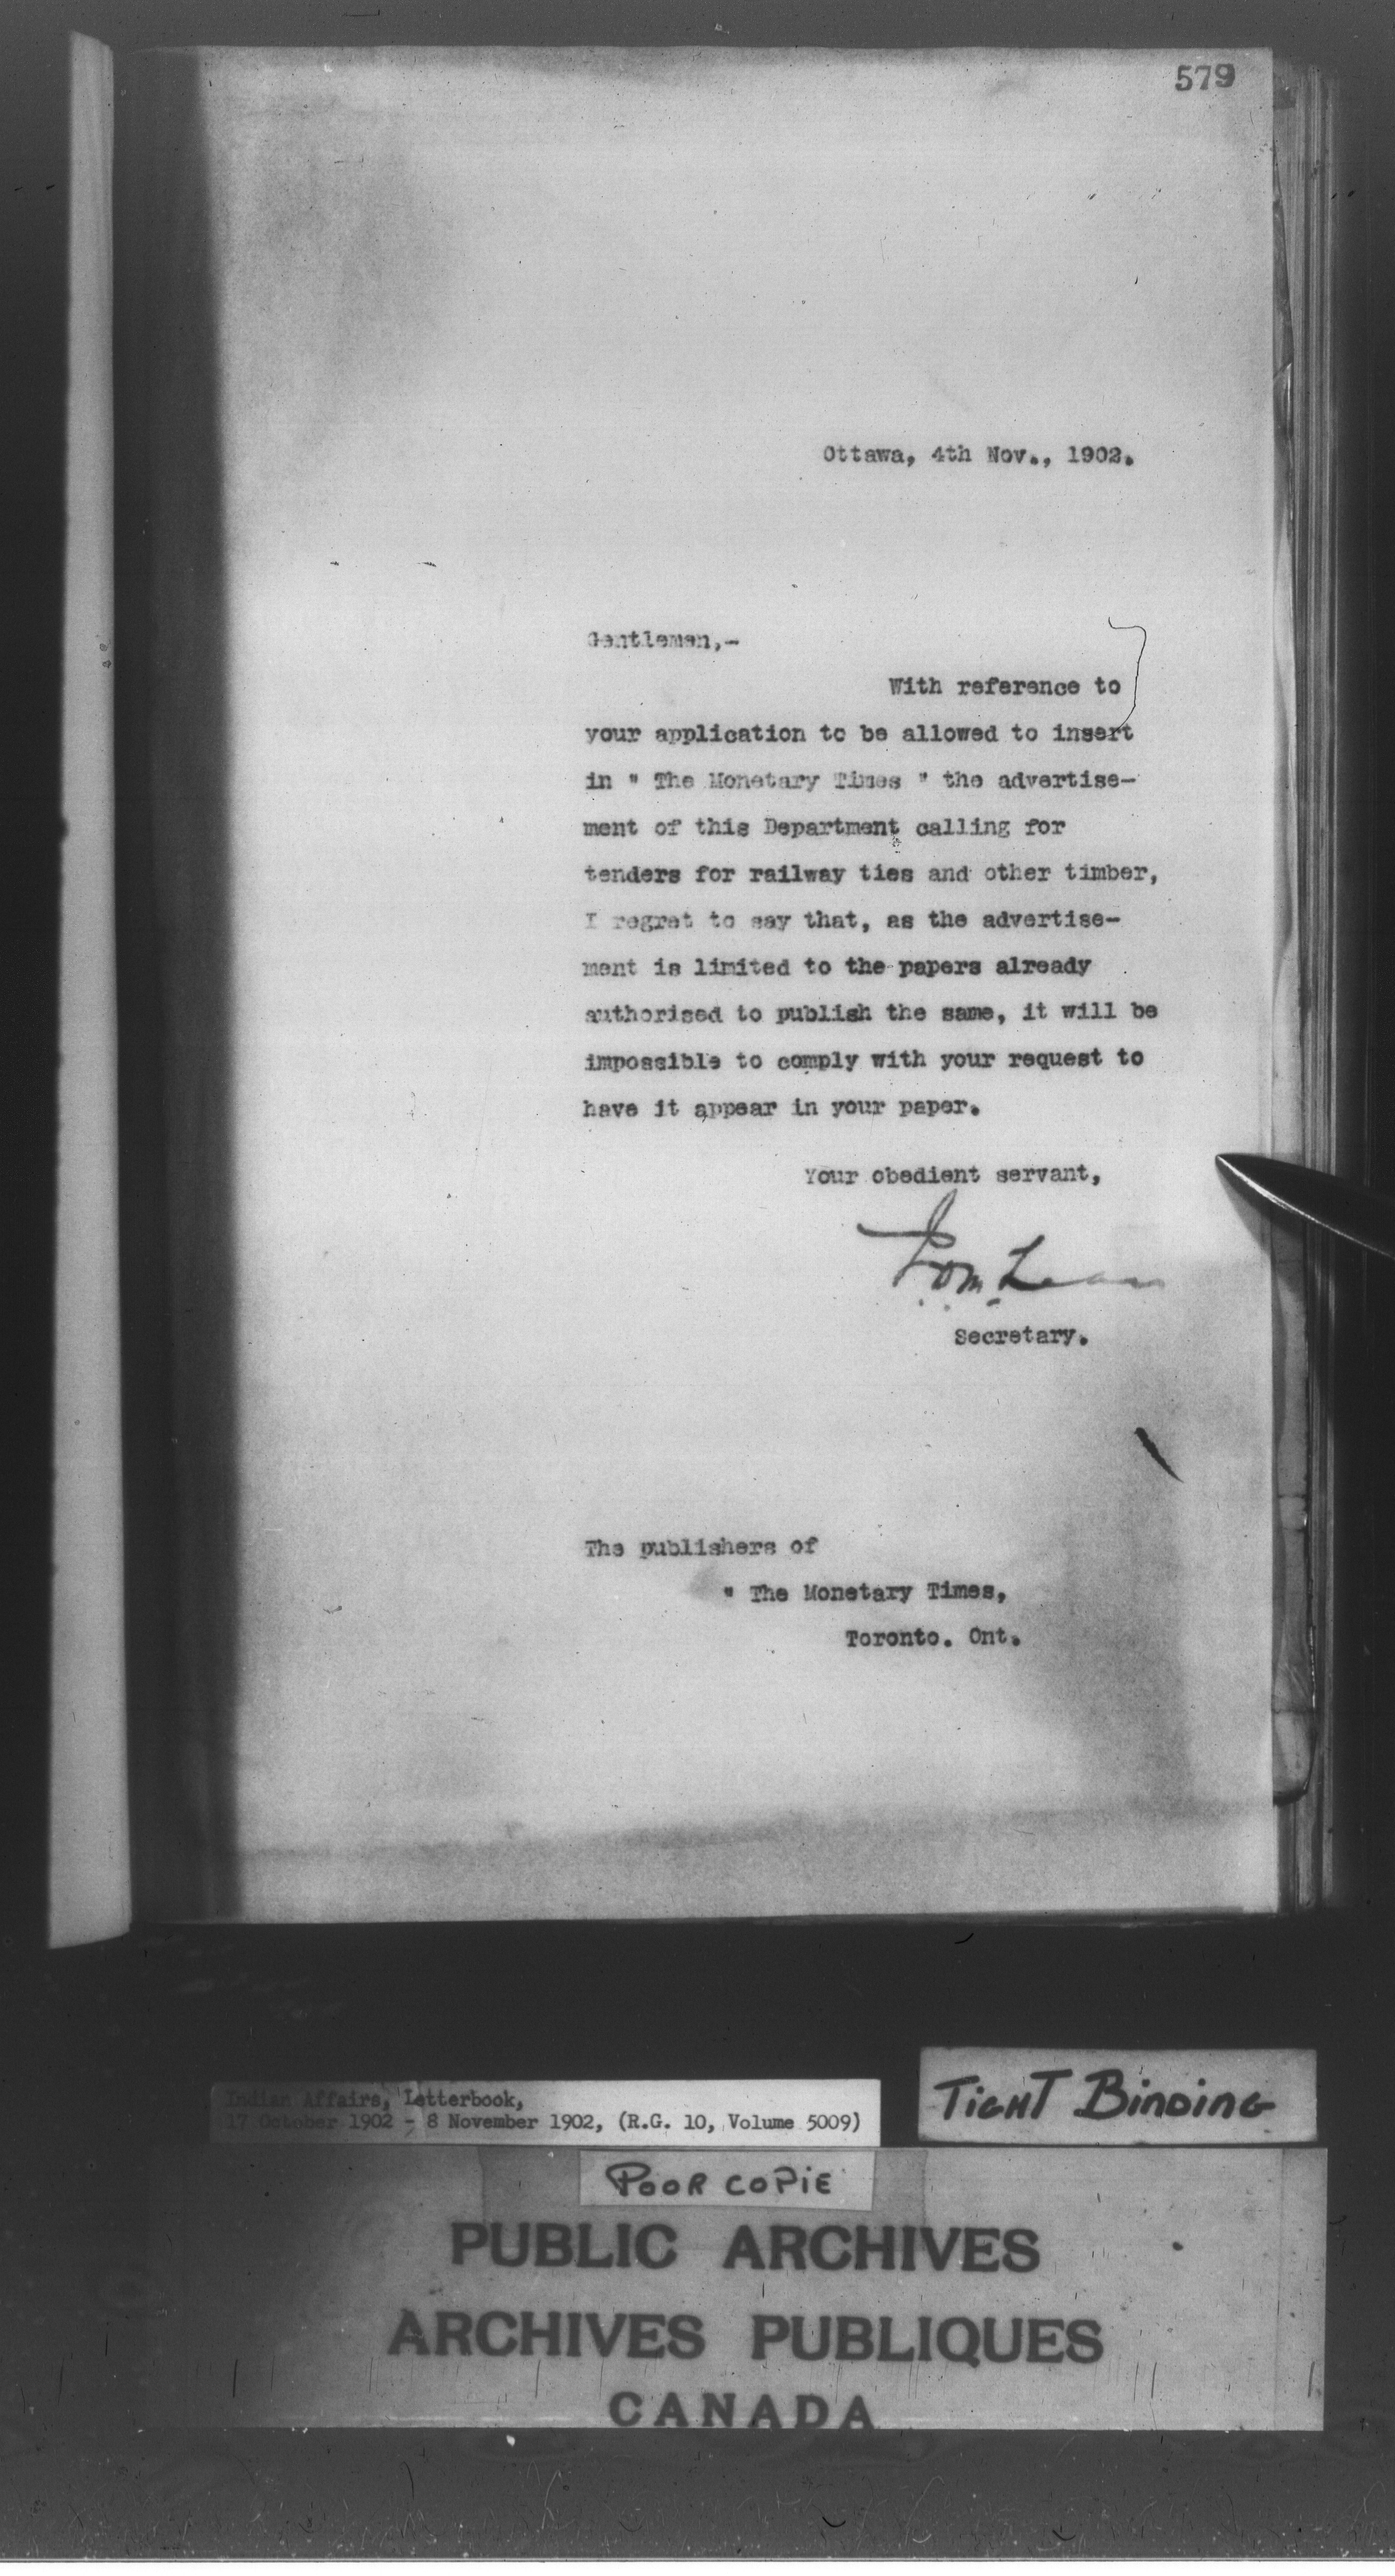 579
Ottawa, 4th Nov., 1902.
Gentlemen,-
With reference to
your application to be allowed to insert
in " The Monetary Times " the advertise-
ment of this Department calling for
tenders for railway ties and other timber,
I regret to say that, as the advertise-
ment is limited to the papers already
authorised to publish the same, it will be
impossible to comply with your request to
have it appear in your paper.
Your obedient servant,
Secretary.
The publishers of
" The Monetary Times,
Toronto. Ont.
Indian Affairs, Letterbook,
17 October 1902 - 8 November 1902, (R.G. 10, Volume 5009)
TIGHT BINDING
POOR COPIE
PUBLIC ARCHIVES
ARCHIVES PUBLIQUES
CANADA